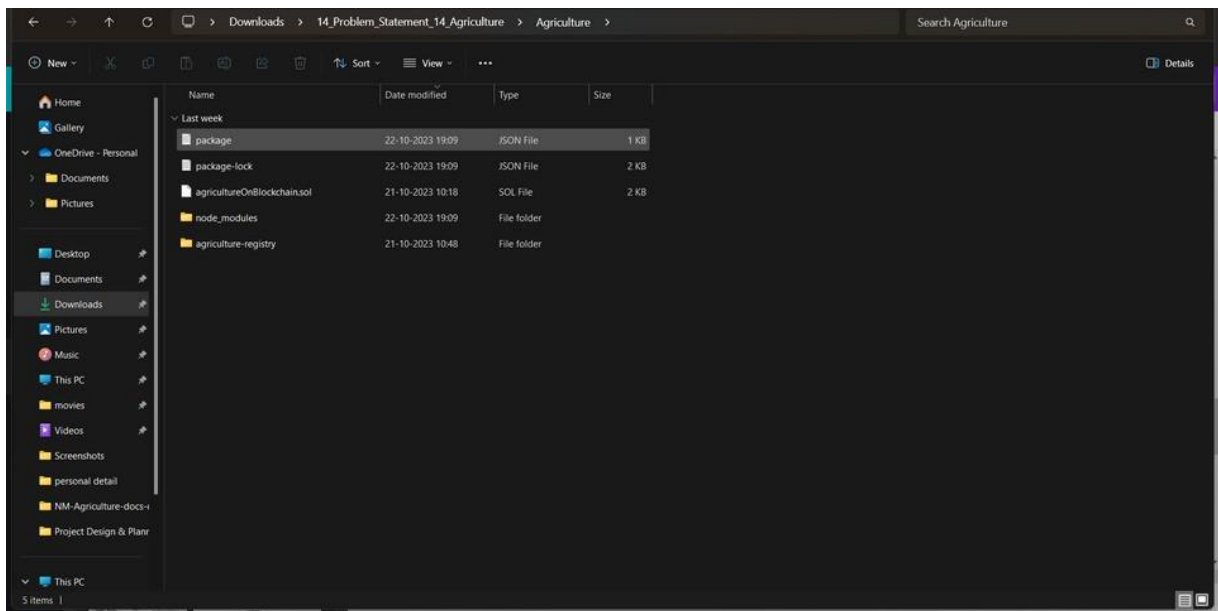 Downloads > 14_Problem_Statement_14_Agriculture > Agriculture >
Search Agriculture
New
Sort
View
Details
Home
Gallery
OneDrive - Personal
Documents
Pictures
Desktop
Documents
Downloads
Pictures
Music
This PC
movies
Videos
Screenshots
personal detail
NM-Agriculture-docs-
Project Design & Plan
This PC
Name Date modified Type Size
Last week
package 22-10-2023 19:09 JSON File 1 KB
package-lock 22-10-2023 19:09 JSON File 2 KB
agricultureOnBlockchain.sol 21-10-2023 10:18 SOL File 2 KB
node_modules 22-10-2023 19:09 File folder
agriculture-registry 21-10-2023 10:48 File folder
5 items